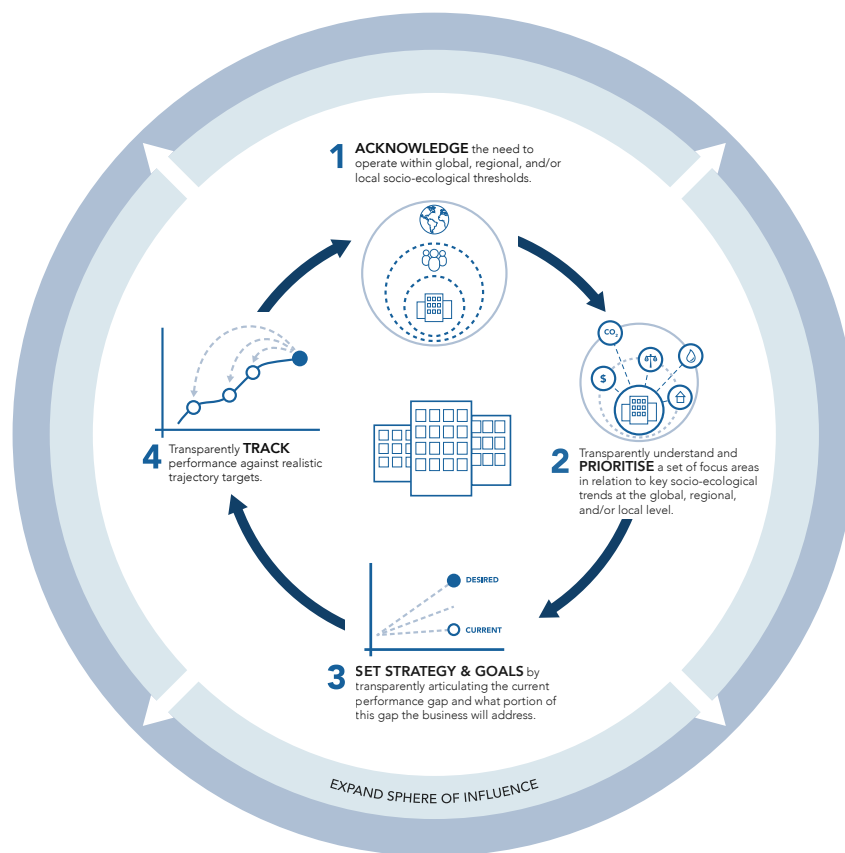 1 ACKNOWLEDGE the need to
operate within global, regional, and/or
local socio-ecological thresholds.
CO2
$
2 Transparently understand and
PRIORITISE a set of focus areas
in relation to key socio-ecological
trends at the global, regional,
and/or local level.
DESIRED
CURRENT
3 SET STRATEGY & GOALS by
transparently articulating the current
performance gap and what portion of
this gap the business will address.
4 Transparently TRACK
performance against realistic
trajectory targets.
EXPAND SPHERE OF INFLUENCE